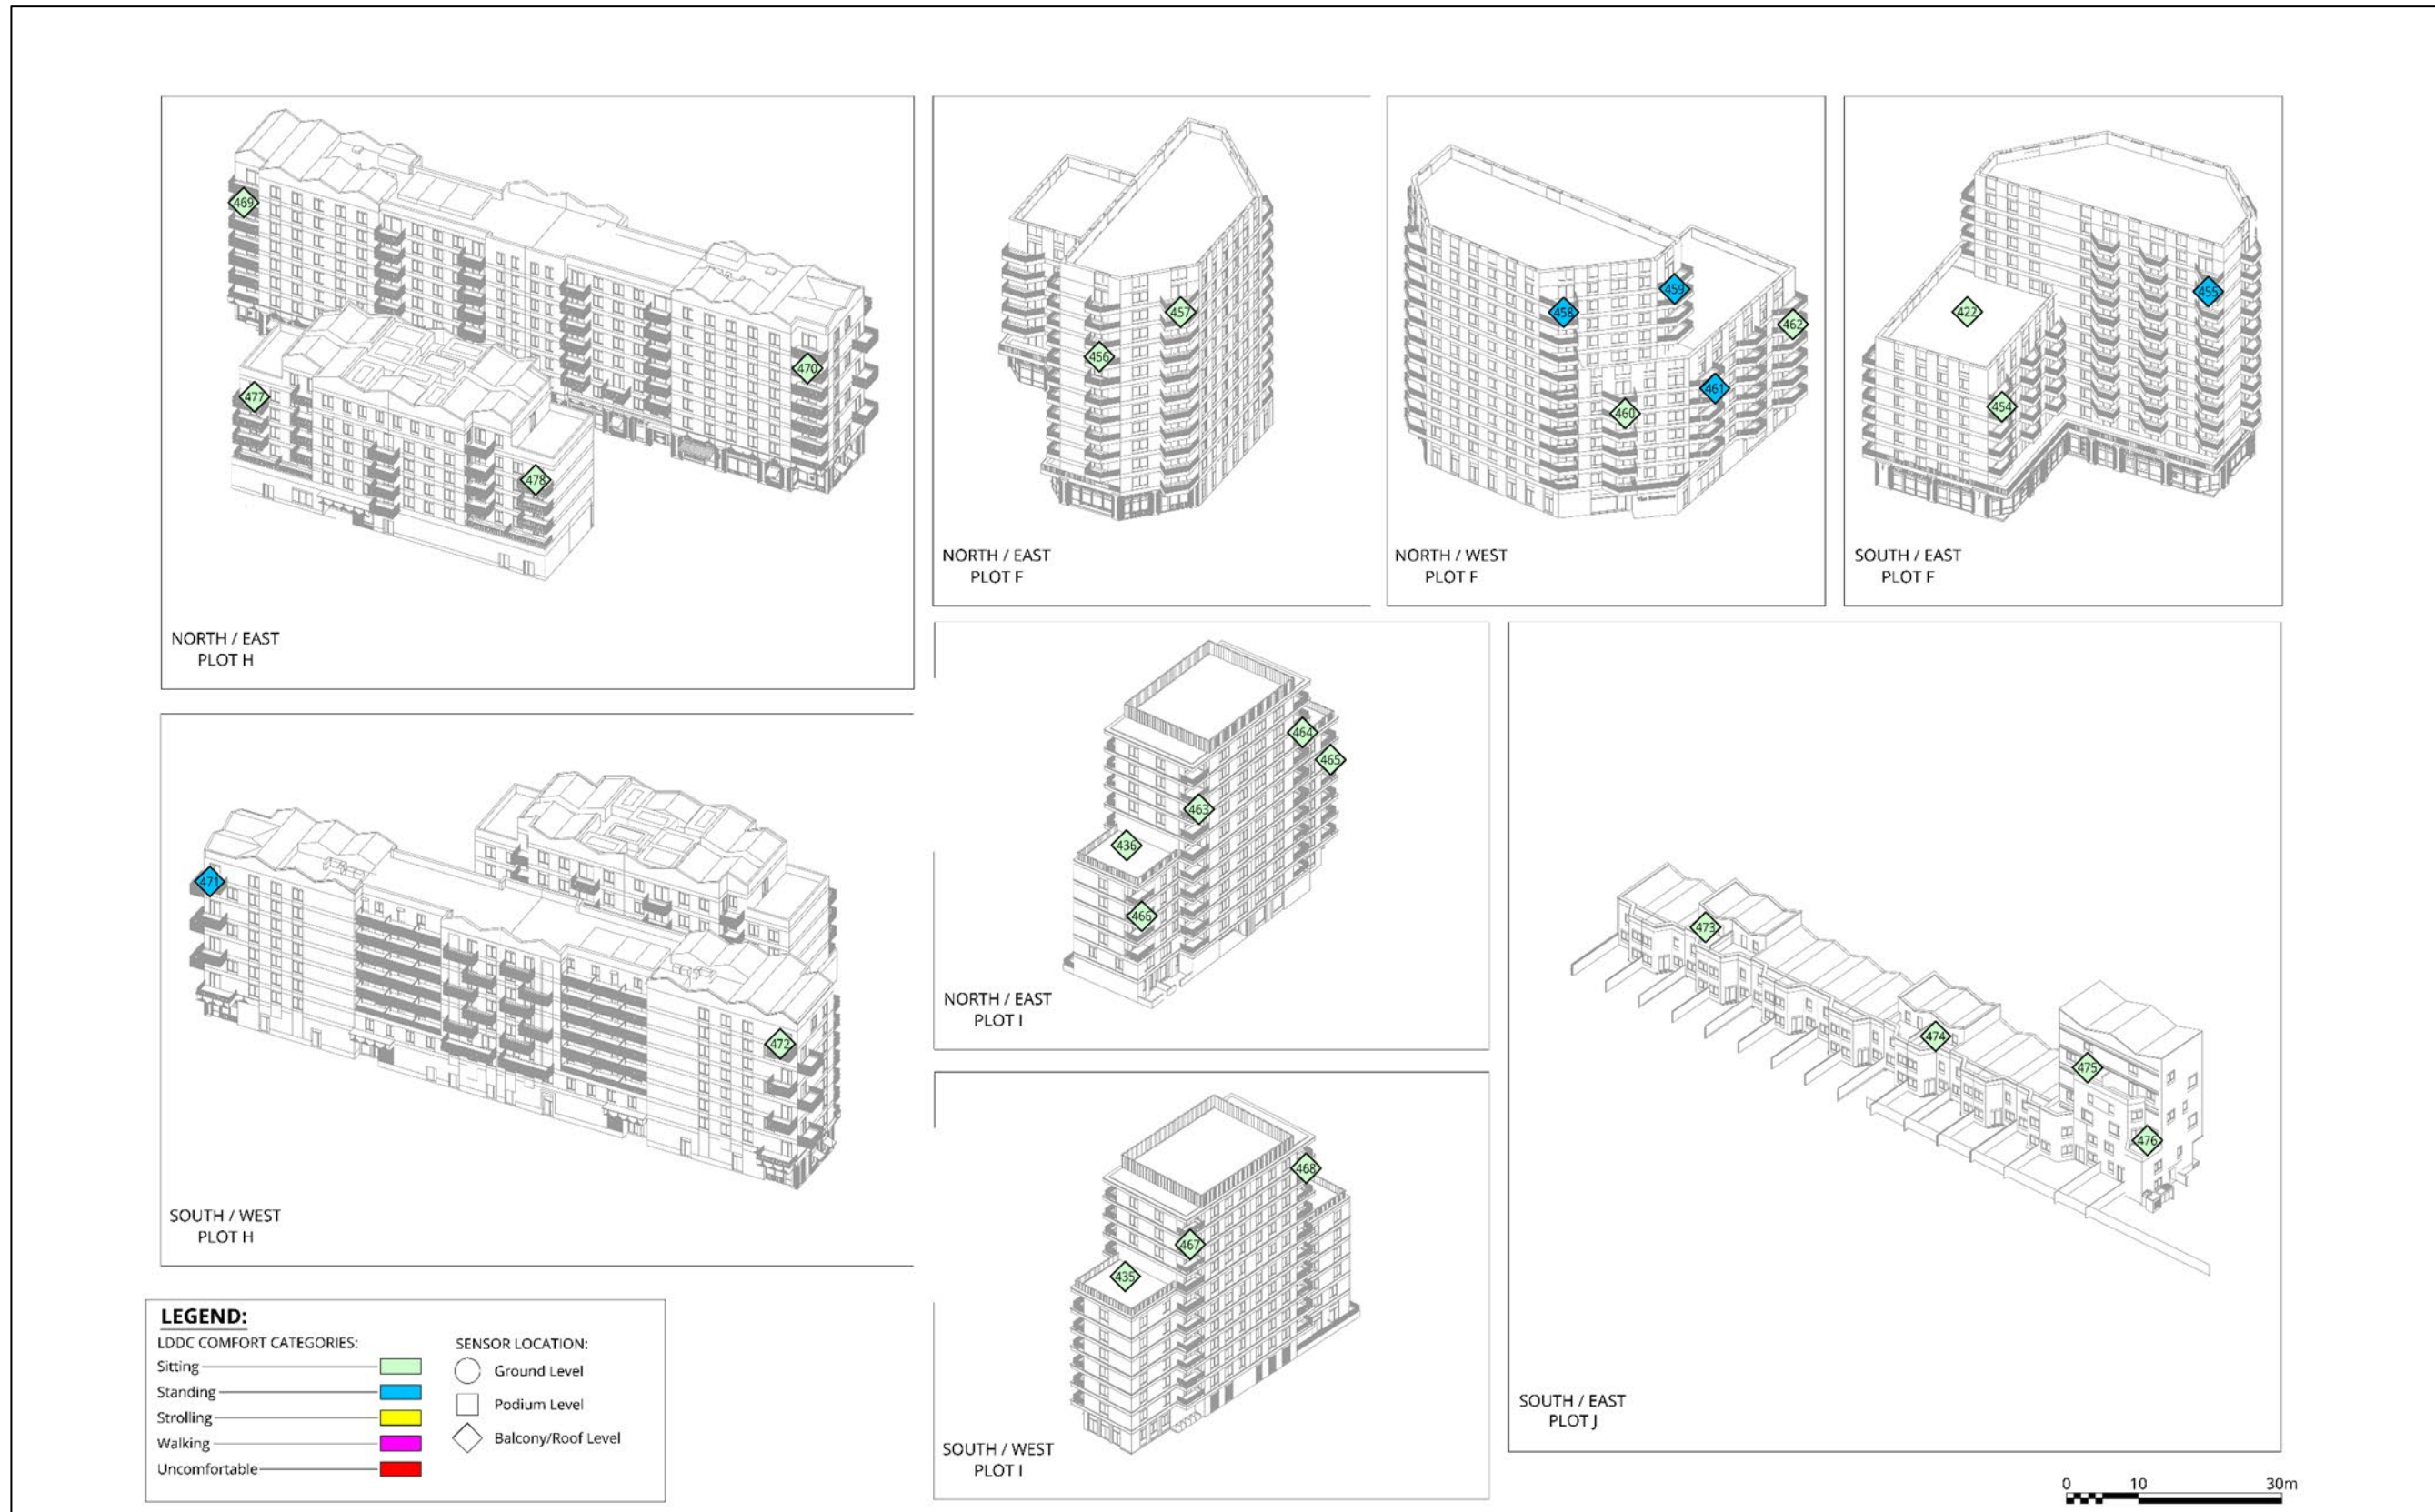 469
470
477
478
NORTH / EAST
PLOT H
457
456
NORTH / EAST
PLOT F
459
458
462
461
460
NORTH / WEST
PLOT F
455
422
454
SOUTH / EAST
PLOT F
471
472
SOUTH / WEST
PLOT H
464
465
463
436
466
NORTH / EAST
PLOT I
468
467
435
SOUTH / WEST
PLOT I
473
474
475
476
SOUTH / EAST
PLOT J
LEGEND:
LDDC COMFORT CATEGORIES:
Sitting
Standing
Strolling
Walking
Uncomfortable
SENSOR LOCATION:
Ground Level
Podium Level
Balcony/Roof Level
0 10 30m